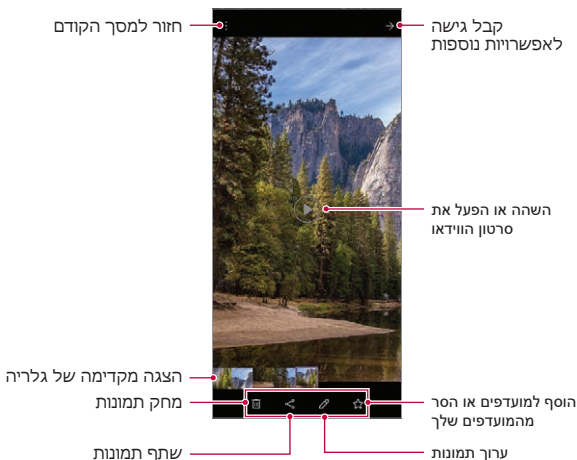 קבל גישה
לאפשרויות נוספות
חזור למסך הקודם
השהה או הפעל את
סרטון הווידאו
הצגה מקדימה של גלריה
הוסף למועדפים או הסר
מהמועדפים שלך
מחק תמונות
ערוך תמונות
שתף תמונות